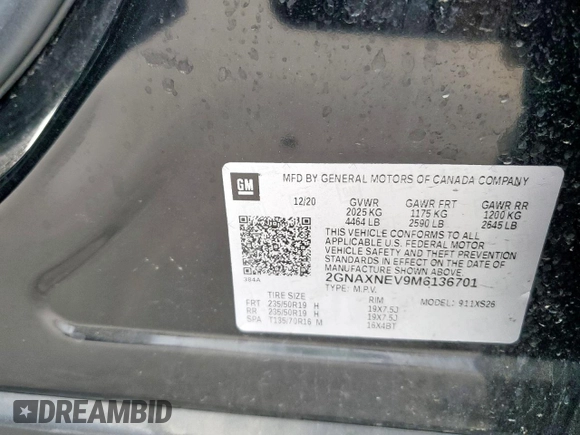 GM
MFD BY GENERAL MOTORS OF CANADA COMPANY
12/20 GVWR GAWR FRT GAWR RR
2025 KG 1175 KG 1200 KG
4464 LB 2590 LB 2645 LB
THIS VEHICLE CONFORMS TO ALL
APPLICABLE U.S. FEDERAL MOTOR
VEHICLE SAFETY AND THEFT PREVENTION
STANDARDS IN EFFECT ON THE DATE OF
MANUFACTURE SHOWN ABOVE.
2GNAXNEV9M6136701
TYPE: M.P.V. MODEL: 911XS26
384A
TIRE SIZE RIM
FRT 235/50R19 H 19X7.5J
RR 235/50R19 H 19X7.5J
SPA T135/70R16 M 16X4BT
DREAMBID